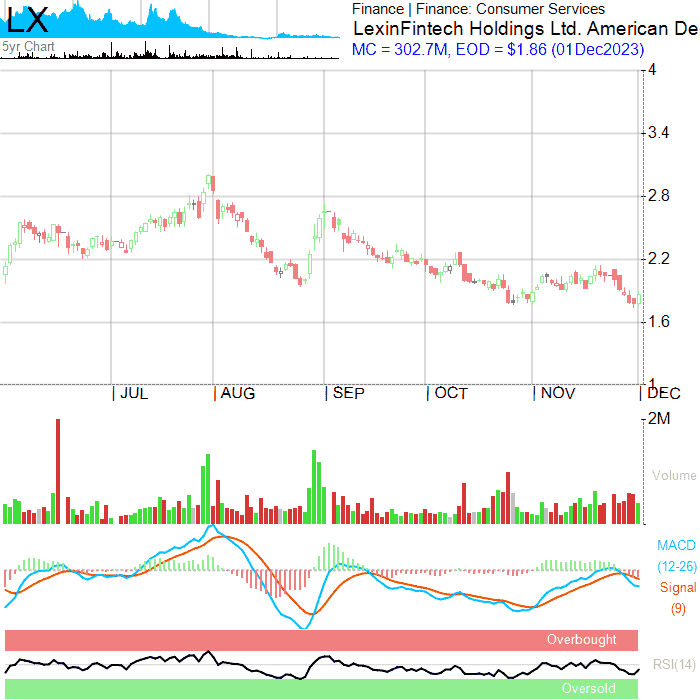 LX
5yr Chart
Finance | Finance: Consumer Services
LexinFintech Holdings Ltd. American De
MC = 302.7M, EOD = $1.86 (01Dec2023)
4
3.4
2.8
2.2
1.6
1
JUL AUG SEP OCT NOV DEC
2M
Volume
MACD
(12-26)
Signal
(9)
Overbought
RSI(14)
Oversold